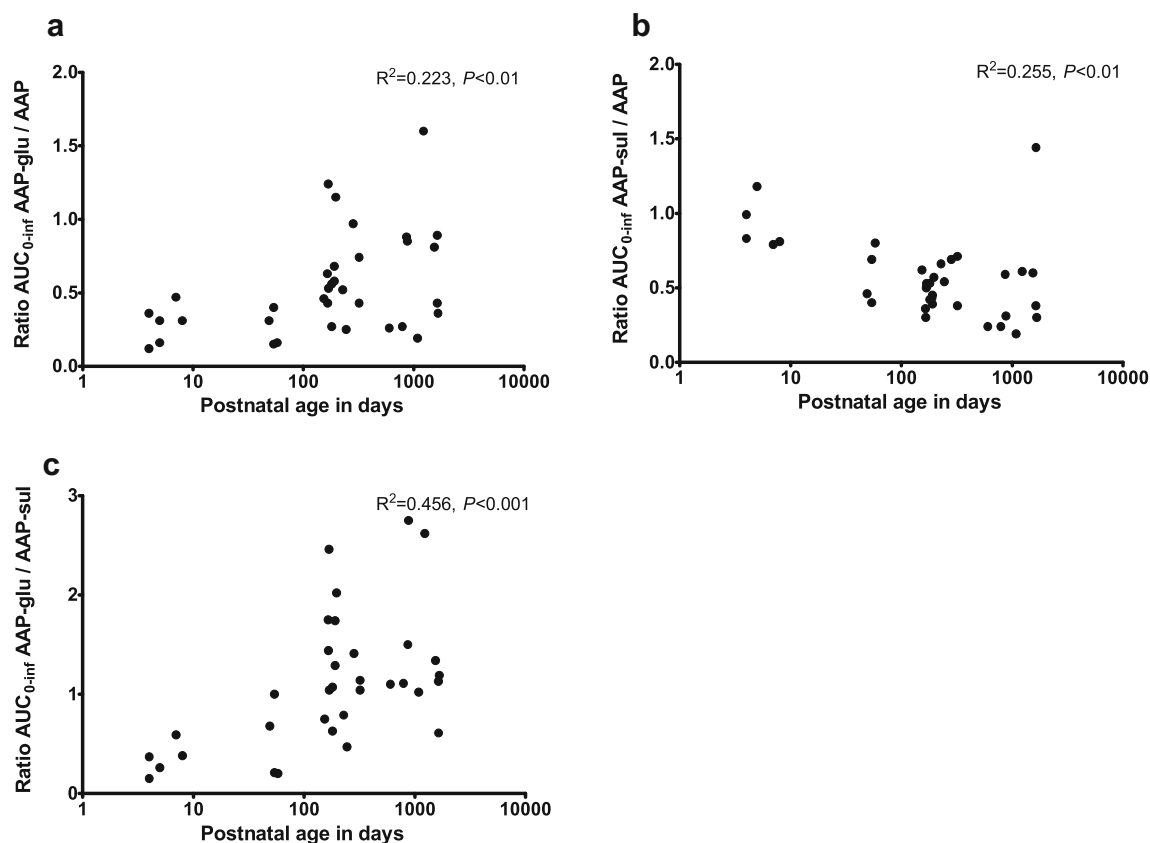 a
R²=0.223, P<0.01
Ratio AUC₀₋inf AAP-glu / AAP
2.0
1.5
1.0
0.5
0.0
1 10 100 1000 10000
Postnatal age in days
b
R²=0.255, P<0.01
Ratio AUC₀₋inf AAP-sul / AAP
2.0
1.5
1.0
0.5
0.0
1 10 100 1000 10000
Postnatal age in days
c
R²=0.456, P<0.001
Ratio AUC₀₋inf AAP-glu / AAP-sul
3
2
1
0
1 10 100 1000 10000
Postnatal age in days